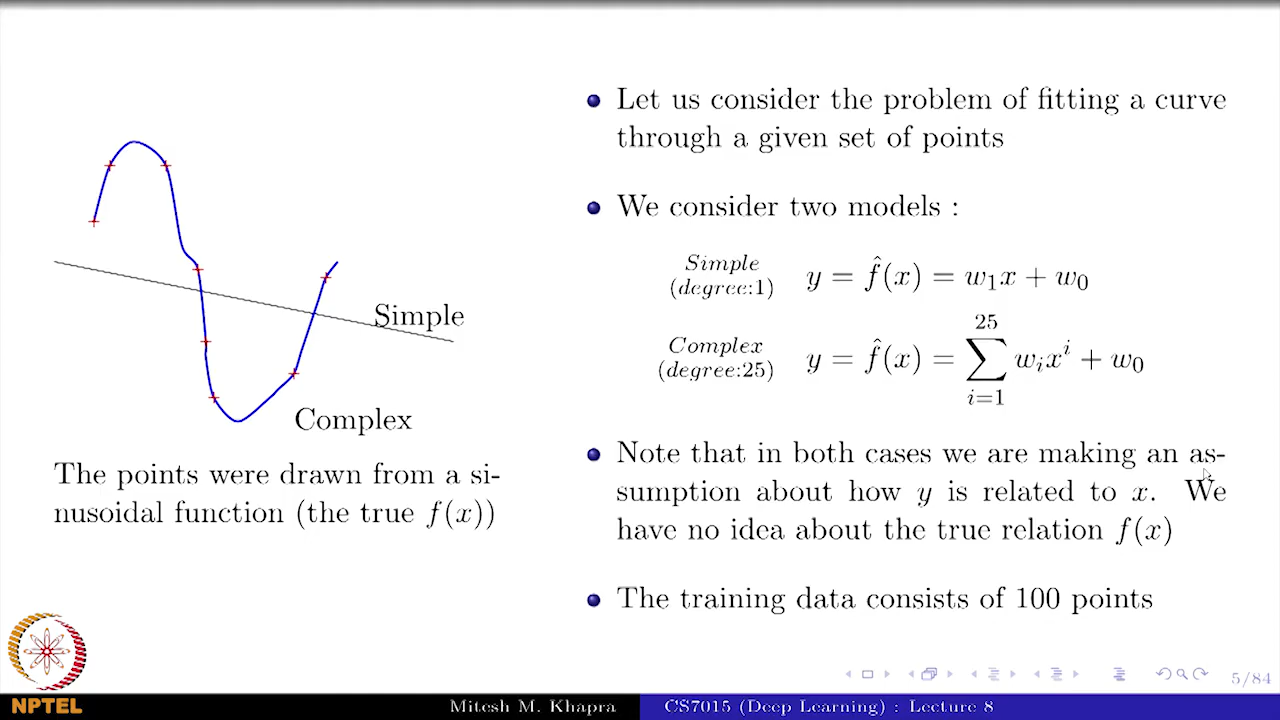 Simple
Complex
The points were drawn from a si-
nusoidal function (the true f(x))
Let us consider the problem of fitting a curve
through a given set of points
We consider two models :
Simple
(degree:1) y = f̂(x) = w₁x + w₀
Complex
(degree:25) y = f̂(x) = ∑_{i=1}^{25} wᵢxⁱ + w₀
Note that in both cases we are making an as-
sumption about how y is related to x. We
have no idea about the true relation f(x)
The training data consists of 100 points
5/84
NPTEL
Mitesh M. Khapra
CS7015 (Deep Learning) : Lecture 8